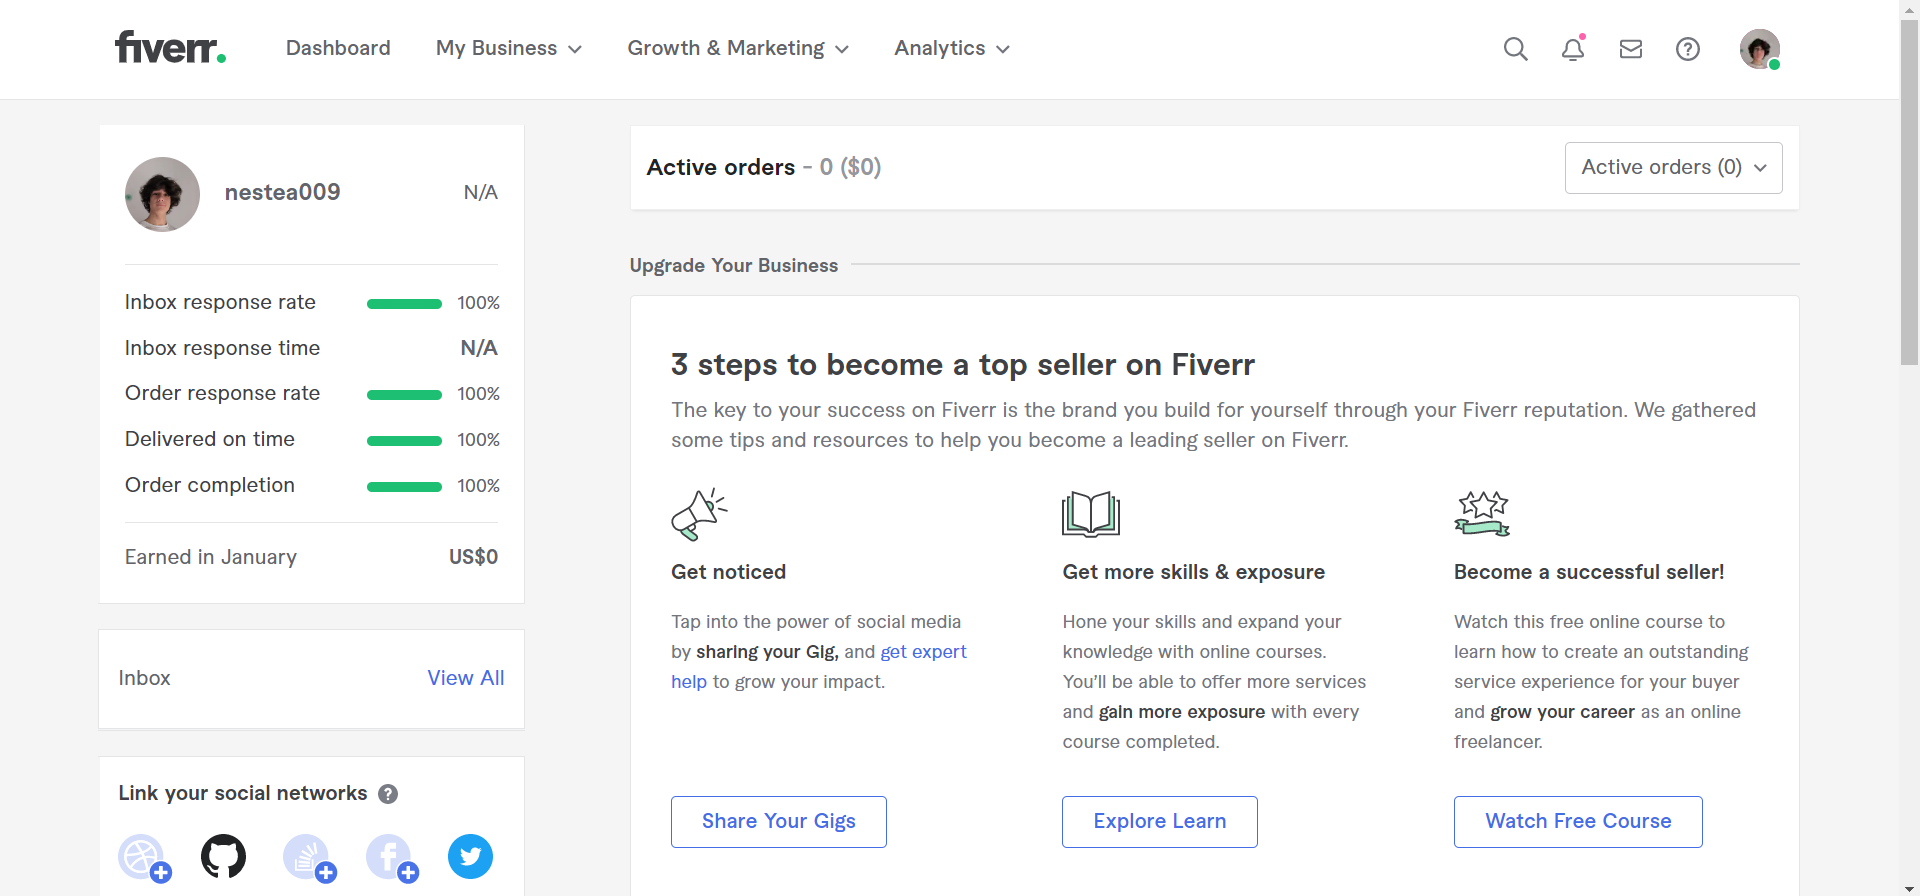 fiverr.
Dashboard
My Business
Growth & Marketing
Analytics
nestea009
N/A
Inbox response rate
100%
Inbox response time
N/A
Order response rate
100%
Delivered on time
100%
Order completion
100%
Earned in January
US$0
Inbox
View All
Link your social networks
Active orders - 0 ($0)
Active orders (0)
Upgrade Your Business
3 steps to become a top seller on Fiverr
The key to your success on Fiverr is the brand you build for yourself through your Fiverr reputation. We gathered
some tips and resources to help you become a leading seller on Fiverr.
Get noticed
Tap into the power of social media
by sharing your Gig, and get expert
help to grow your impact.
Share Your Gigs
Get more skills & exposure
Hone your skills and expand your
knowledge with online courses.
You'll be able to offer more services
and gain more exposure with every
course completed.
Explore Learn
Become a successful seller!
Watch this free online course to
learn how to create an outstanding
service experience for your buyer
and grow your career as an online
freelancer.
Watch Free Course